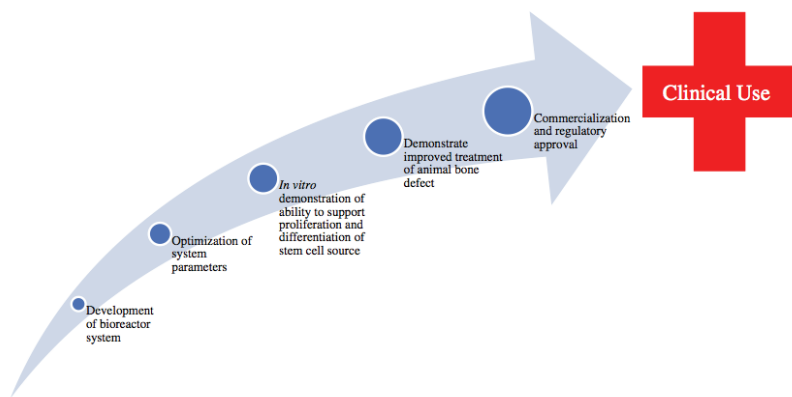 Clinical Use
Commercialization
and regulatory
approval
Demonstrate
improved treatment
of animal bone
defect
In vitro
demonstration of
ability to support
proliferation and
differentiation of
stem cell source
Optimization of
system
parameters
Development
of bioreactor
system